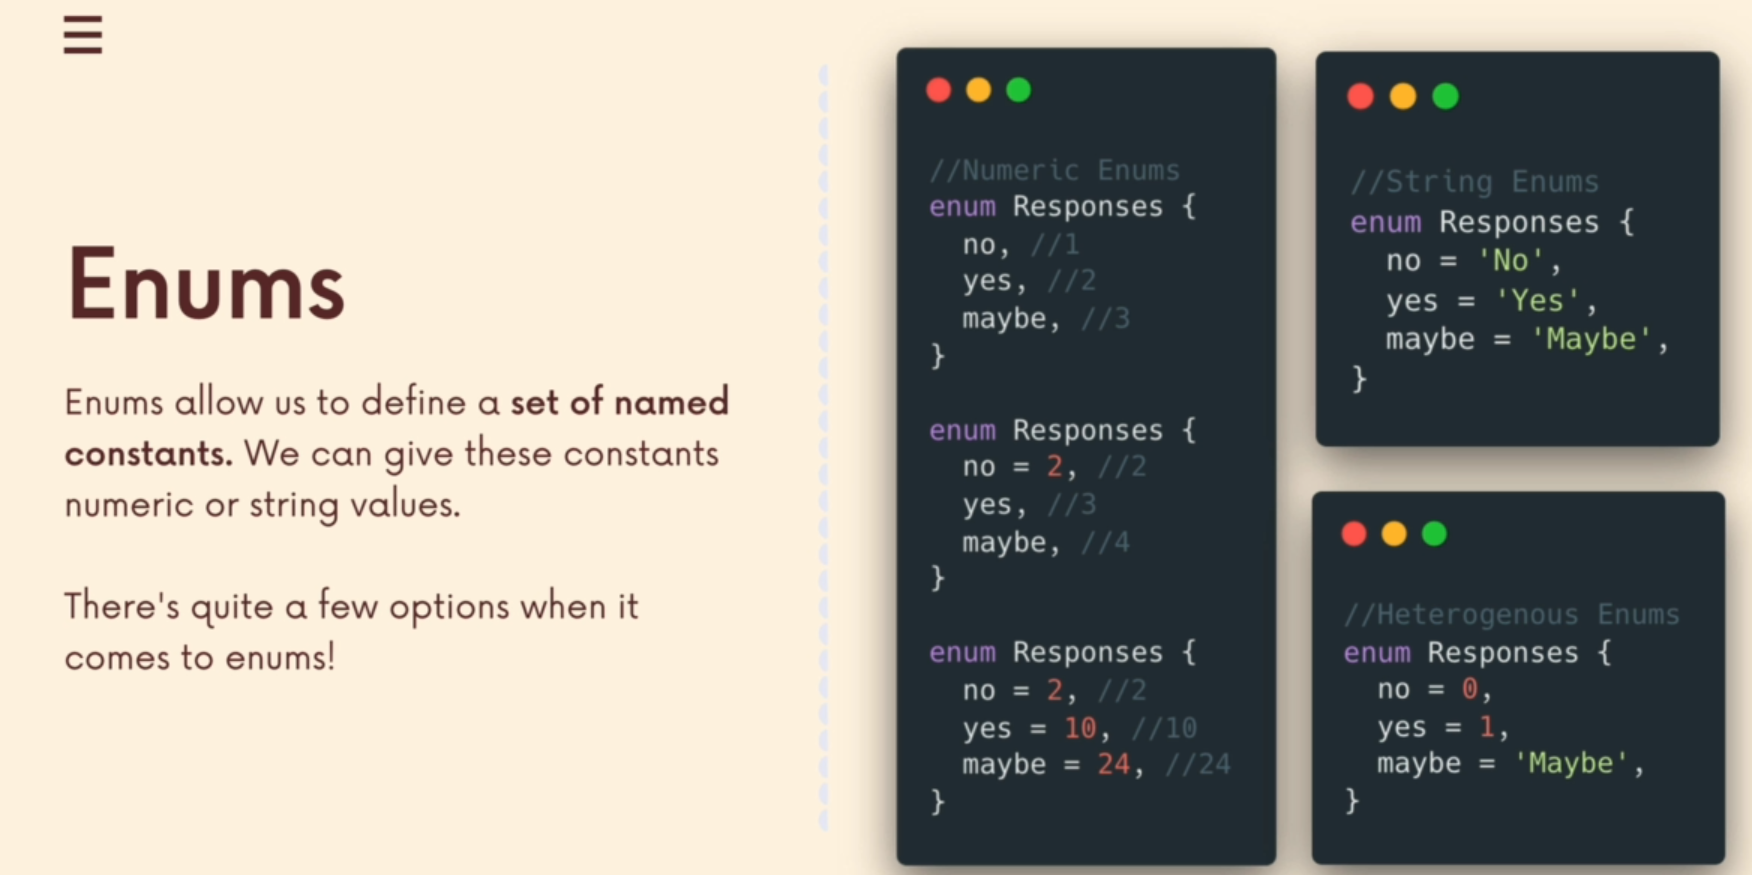 Enums
Enums allow us to define a set of named
constants. We can give these constants
numeric or string values.
There's quite a few options when it
comes to enums!
//Numeric Enums
enum Responses {
  no, //1
  yes, //2
  maybe, //3
}
enum Responses {
  no = 2, //2
  yes, //3
  maybe, //4
}
enum Responses {
  no = 2, //2
  yes = 10, //10
  maybe = 24, //24
}
//String Enums
enum Responses {
  no = 'No',
  yes = 'Yes',
  maybe = 'Maybe',
}
//Heterogenous Enums
enum Responses {
  no = 0,
  yes = 1,
  maybe = 'Maybe',
}